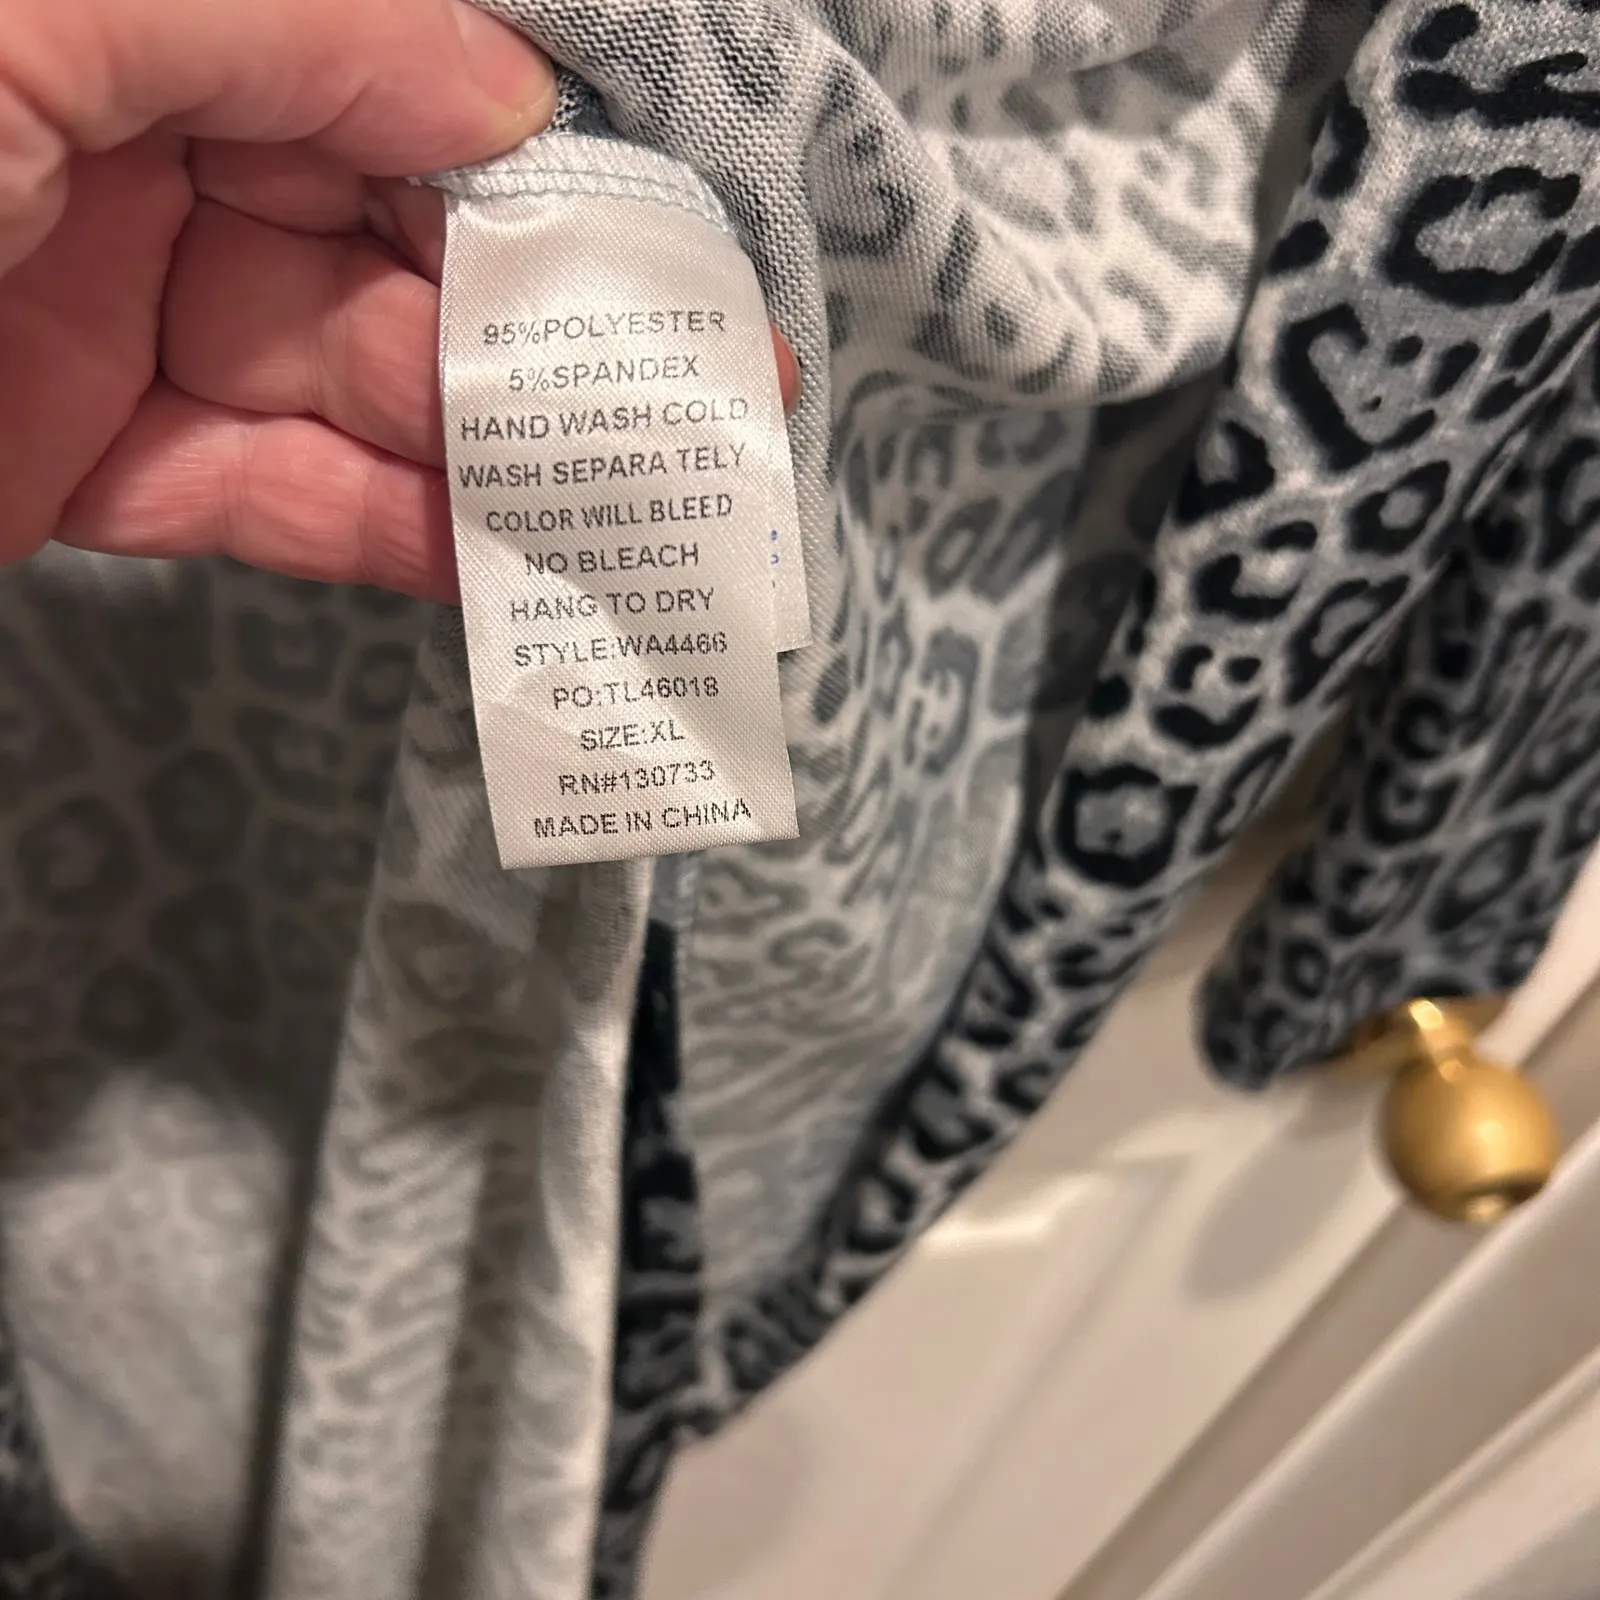 95%POLYESTER
5%SPANDEX
HAND WASH COLD
WASH SEPARA TELY
COLOR WILL BLEED
NO BLEACH
HANG TO DRY
STYLE:WA4466
PO:TL46018
SIZE:XL
RN#130733
MADE IN CHINA